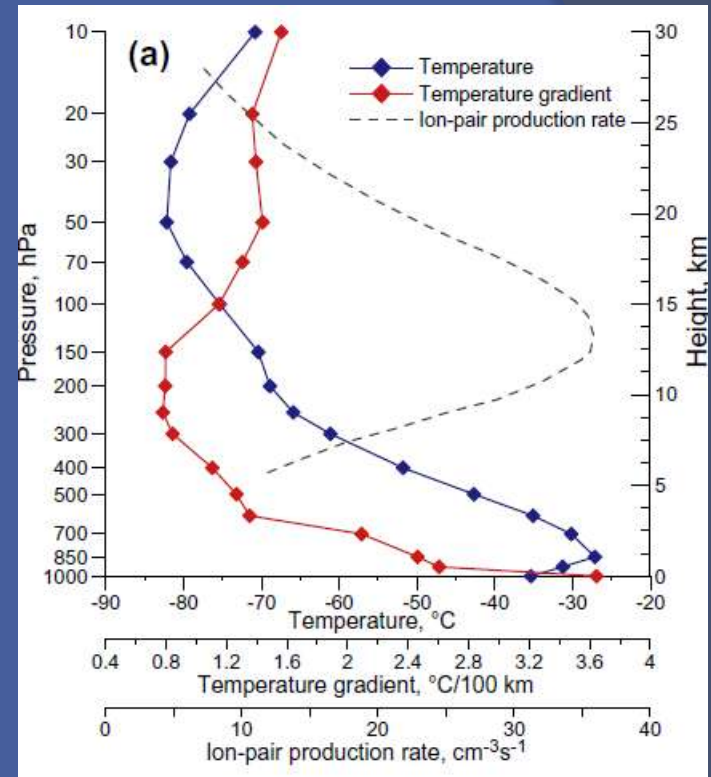 (a)
Temperature
Temperature gradient
Ion-pair production rate
Pressure, hPa
10
20
30
50
70
100
150
200
300
400
500
700
850
1000
Height, km
30
25
20
15
10
5
0
-90 -80 -70 -60 -50 -40 -30 -20
Temperature, °C
0.4 0.8 1.2 1.6 2 2.4 2.8 3.2 3.6 4
Temperature gradient, °C/100 km
0 10 20 30 40
Ion-pair production rate, cm⁻³s⁻¹